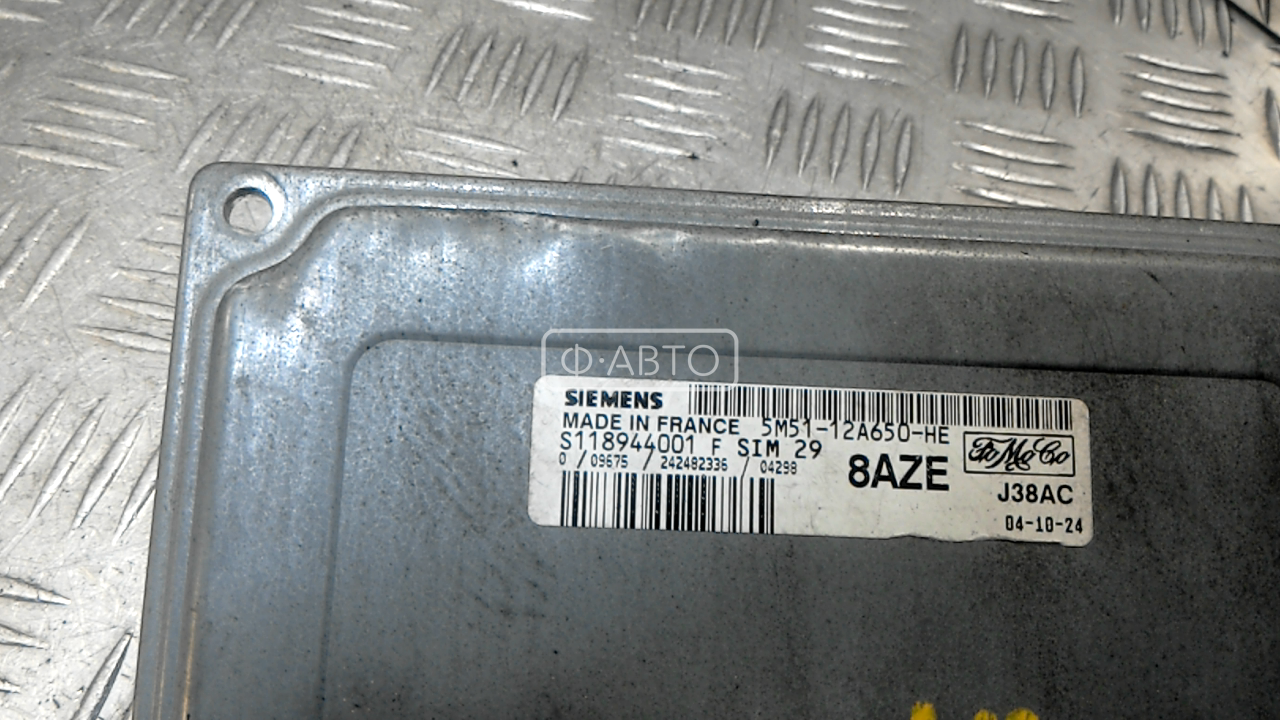 Ф·АВТО
SIEMENS
MADE IN FRANCE 5M51-12A650-HE
S118944001 F SIM 29
0 / 09675 / 242482336 / 04298
8AZE
FoMoCo
J38AC
04-10-24